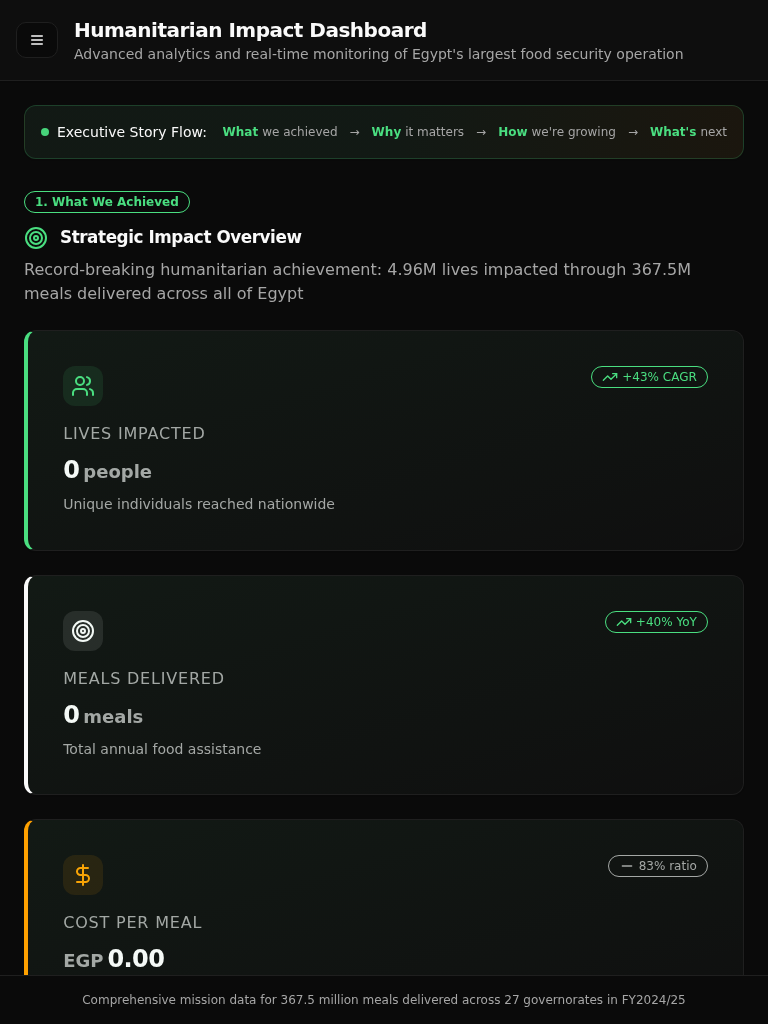 Humanitarian Impact Dashboard
Advanced analytics and real-time monitoring of Egypt's largest food security operation
Executive Story Flow: What we achieved → Why it matters → How we're growing → What's next
1. What We Achieved
Strategic Impact Overview
Record-breaking humanitarian achievement: 4.96M lives impacted through 367.5M
meals delivered across all of Egypt
+43% CAGR
LIVES IMPACTED
0 people
Unique individuals reached nationwide
+40% YoY
MEALS DELIVERED
0 meals
Total annual food assistance
83% ratio
COST PER MEAL
EGP 0.00
Comprehensive mission data for 367.5 million meals delivered across 27 governorates in FY2024/25